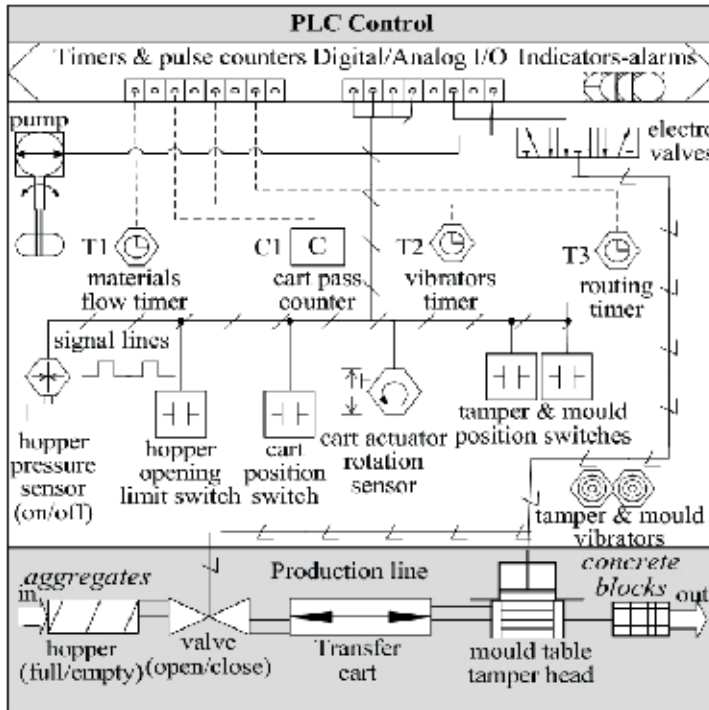 PLC Control
Timers & pulse counters Digital/Analog I/O Indicators-alarms
pump
electro
valves
T1
C1
C
T2
T3
materials
flow timer
cart pass
counter
vibrators
timer
routing
timer
signal lines
hopper
pressure
sensor
(on/off)
hopper
opening
limit switch
cart
position
switch
cart actuator
rotation
sensor
tamper & mould
position switches
tamper & mould
vibrators
Production line
aggregates
concrete
blocks
in
out
hopper
(full/empty)
valve
(open/close)
Transfer
cart
mould table
tamper head